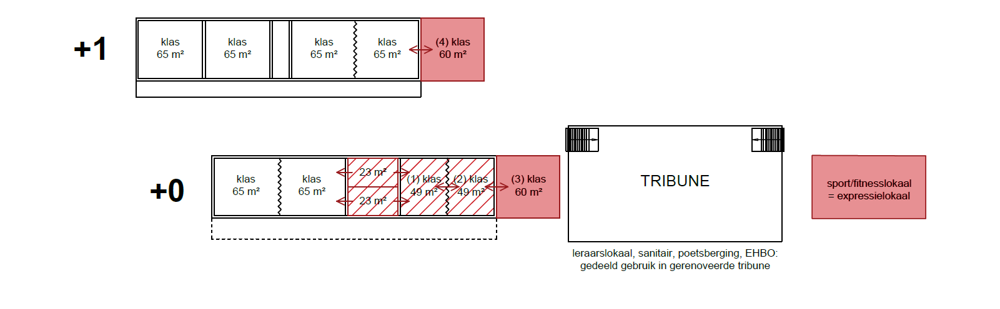 +1
klas
65 m²
klas
65 m²
klas
65 m²
klas
65 m²
(4) klas
60 m²
+0
klas
65 m²
klas
65 m²
23 m²
23 m²
(1) klas
49 m²
(2) klas
49 m²
(3) klas
60 m²
TRIBUNE
leraarslokaal, sanitair, poetsberging, EHBO:
gedeeld gebruik in gerenoveerde tribune
sport/fitnesslokaal
= expressielokaal